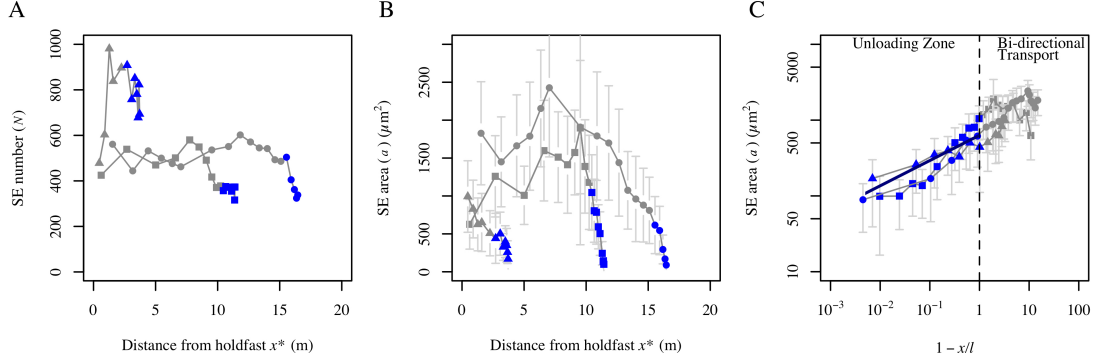 A
SE number (N)
0 200 400 600 800 1000
0 5 10 15 20
Distance from holdfast x* (m)
B
SE area (a) (μm²)
0 500 1500 2500
0 5 10 15 20
Distance from holdfast x* (m)
C
Unloading Zone
Bi-directional
Transport
SE area (a) (μm²)
10 50 500 5000
10⁻³ 10⁻² 10⁻¹ 1 10 100
1 − x/l